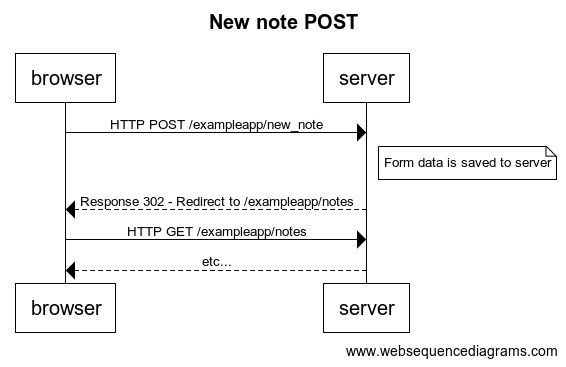 New note POST
browser
server
HTTP POST /exampleapp/new_note
Form data is saved to server
Response 302 - Redirect to /exampleapp/notes
HTTP GET /exampleapp/notes
etc...
browser
server
www.websequencediagrams.com